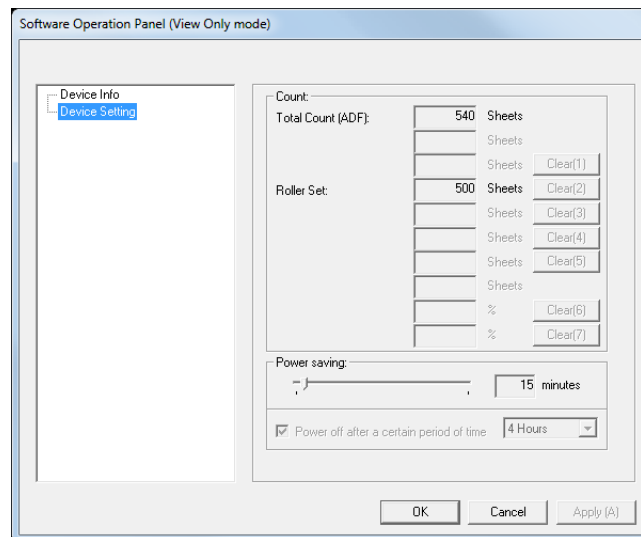 Software Operation Panel (View Only mode)
Device Info
Device Setting
Count:
Total Count (ADF): 540 Sheets
Sheets
Sheets Clear(1)
Roller Set: 500 Sheets Clear(2)
Sheets Clear(3)
Sheets Clear(4)
Sheets Clear(5)
Sheets
% Clear(6)
% Clear(7)
Power saving:
15 minutes
Power off after a certain period of time 4 Hours
OK Cancel Apply (A)